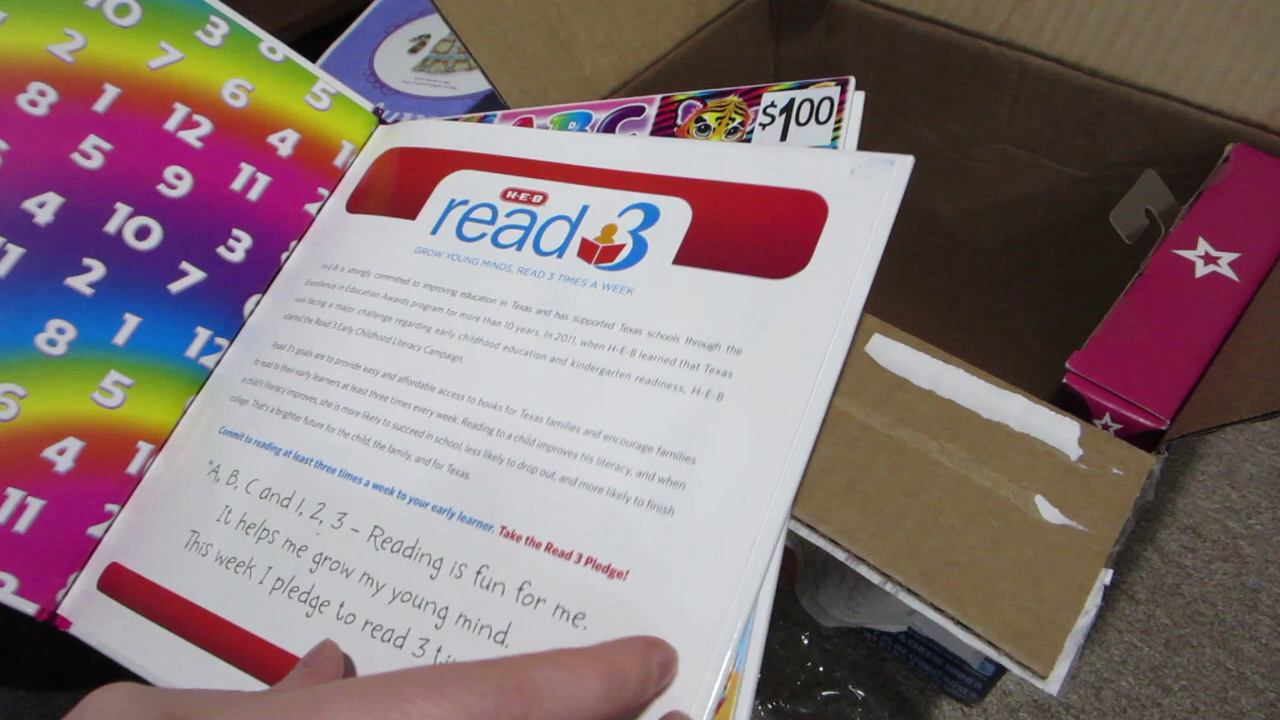 10 3 8
2 7 6 5
8 1 12 4 1
5 9 11 2
4 10 3
11 2 7 6
8 1 12
6 5
4 1
11 2
ABC
$1.00
H-E-B
read 3
GROW YOUNG MINDS, READ 3 TIMES A WEEK
H-E-B is strongly committed to improving education in Texas and has supported Texas schools through the
Excellence in Education Awards program for more than 10 years. In 2011, when H-E-B learned that Texas
was facing a major challenge regarding early childhood education and kindergarten readiness, H-E-B
started the Read 3 Early Childhood Literacy Campaign.
Read 3's goals are to provide easy and affordable access to books for Texas families and encourage families
to read to their early learners at least three times every week. Reading to a child improves his literacy, and when
a child's literacy improves, she is more likely to succeed in school, less likely to drop out, and more likely to finish
college. That's a brighter future for the child, the family, and for Texas.
Commit to reading at least three times a week to your early learner. Take the Read 3 Pledge!
"A, B, C and 1, 2, 3 – Reading is fun for me.
It helps me grow my young mind.
This week I pledge to read 3